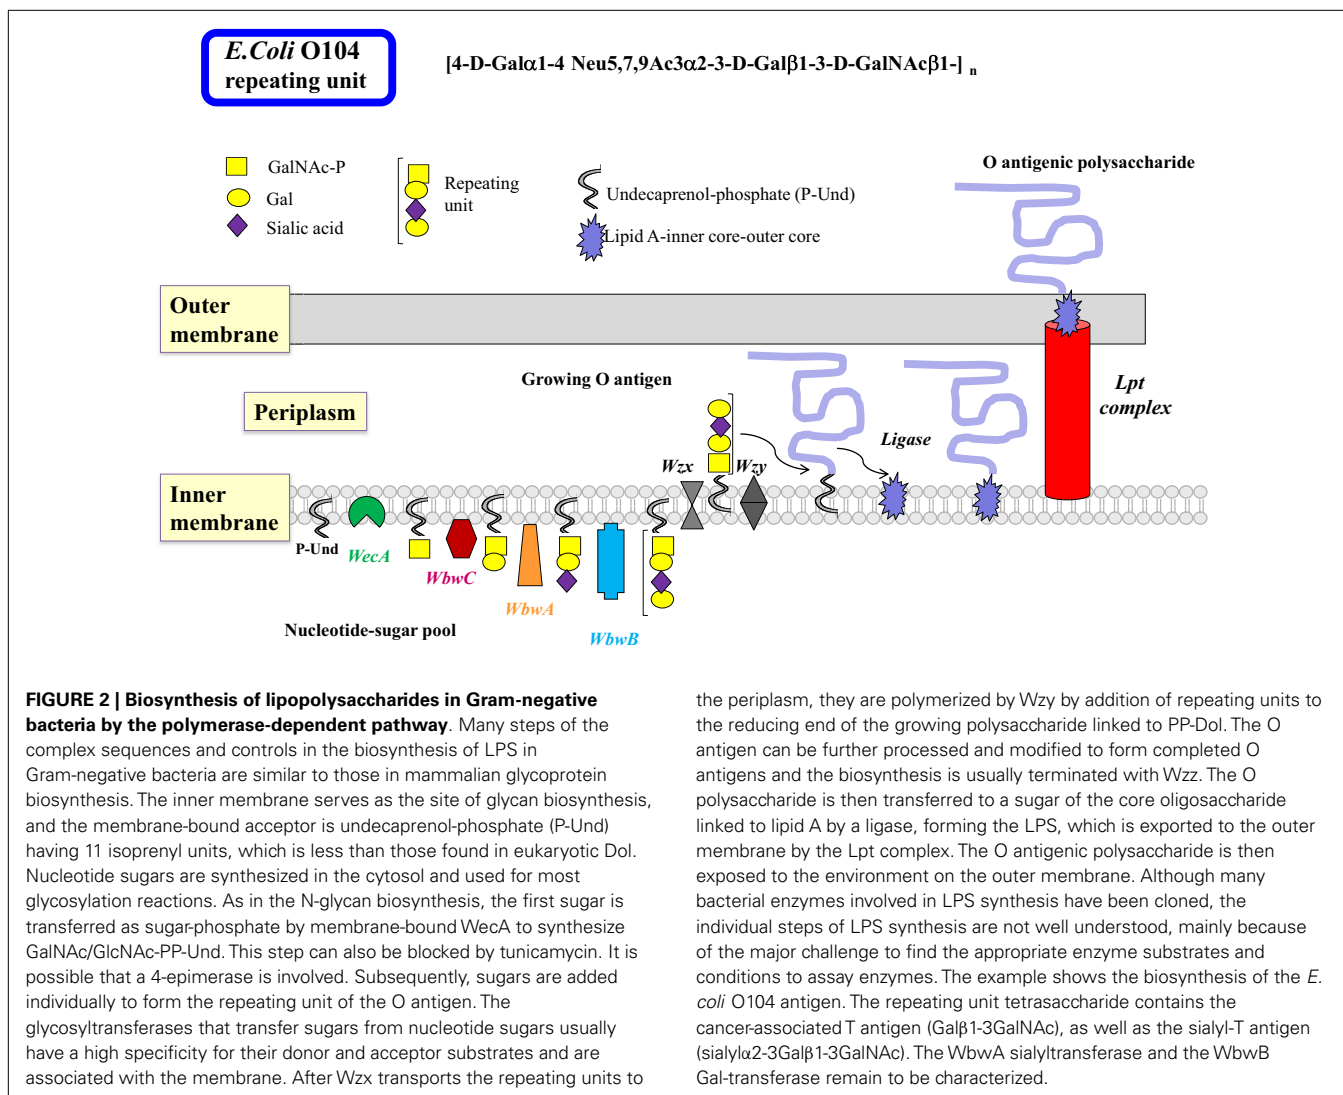 E.Coli O104
repeating unit
[4-D-Galα1-4 Neu5,7,9Ac3α2-3-D-Galβ1-3-D-GalNAcβ1-] n
GalNAc-P
Gal
Sialic acid
Repeating
unit
Undecaprenol-phosphate (P-Und)
Lipid A-inner core-outer core
O antigenic polysaccharide
Outer
membrane
Growing O antigen
Periplasm
Lpt
complex
Ligase
Wzx
Wzy
Inner
membrane
P-Und
WecA
WbwC
WbwA
WbwB
Nucleotide-sugar pool
FIGURE 2 | Biosynthesis of lipopolysaccharides in Gram-negative
bacteria by the polymerase-dependent pathway. Many steps of the
complex sequences and controls in the biosynthesis of LPS in
Gram-negative bacteria are similar to those in mammalian glycoprotein
biosynthesis. The inner membrane serves as the site of glycan biosynthesis,
and the membrane-bound acceptor is undecaprenol-phosphate (P-Und)
having 11 isoprenyl units, which is less than those found in eukaryotic Dol.
Nucleotide sugars are synthesized in the cytosol and used for most
glycosylation reactions. As in the N-glycan biosynthesis, the first sugar is
transferred as sugar-phosphate by membrane-bound WecA to synthesize
GalNAc/GlcNAc-PP-Und. This step can also be blocked by tunicamycin. It is
possible that a 4-epimerase is involved. Subsequently, sugars are added
individually to form the repeating unit of the O antigen. The
glycosyltransferases that transfer sugars from nucleotide sugars usually
have a high specificity for their donor and acceptor substrates and are
associated with the membrane. After Wzx transports the repeating units to
the periplasm, they are polymerized by Wzy by addition of repeating units to
the reducing end of the growing polysaccharide linked to PP-Dol. The O
antigen can be further processed and modified to form completed O
antigens and the biosynthesis is usually terminated with Wzz. The O
polysaccharide is then transferred to a sugar of the core oligosaccharide
linked to lipid A by a ligase, forming the LPS, which is exported to the outer
membrane by the Lpt complex. The O antigenic polysaccharide is then
exposed to the environment on the outer membrane. Although many
bacterial enzymes involved in LPS synthesis have been cloned, the
individual steps of LPS synthesis are not well understood, mainly because
of the major challenge to find the appropriate enzyme substrates and
conditions to assay enzymes. The example shows the biosynthesis of the E.
coli O104 antigen. The repeating unit tetrasaccharide contains the
cancer-associated T antigen (Galβ1-3GalNAc), as well as the sialyl-T antigen
(sialylα2-3Galβ1-3GalNAc). The WbwA sialyltransferase and the WbwB
Gal-transferase remain to be characterized.